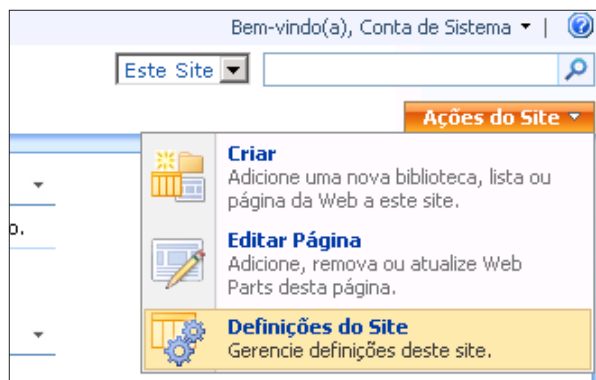 Bem-vindo(a), Conta de Sistema |
Este Site
Ações do Site
Criar
Adicione uma nova biblioteca, lista ou
página da Web a este site.
o.
Editar Página
Adicione, remova ou atualize Web
Parts desta página.
Definições do Site
Gerencie definições deste site.